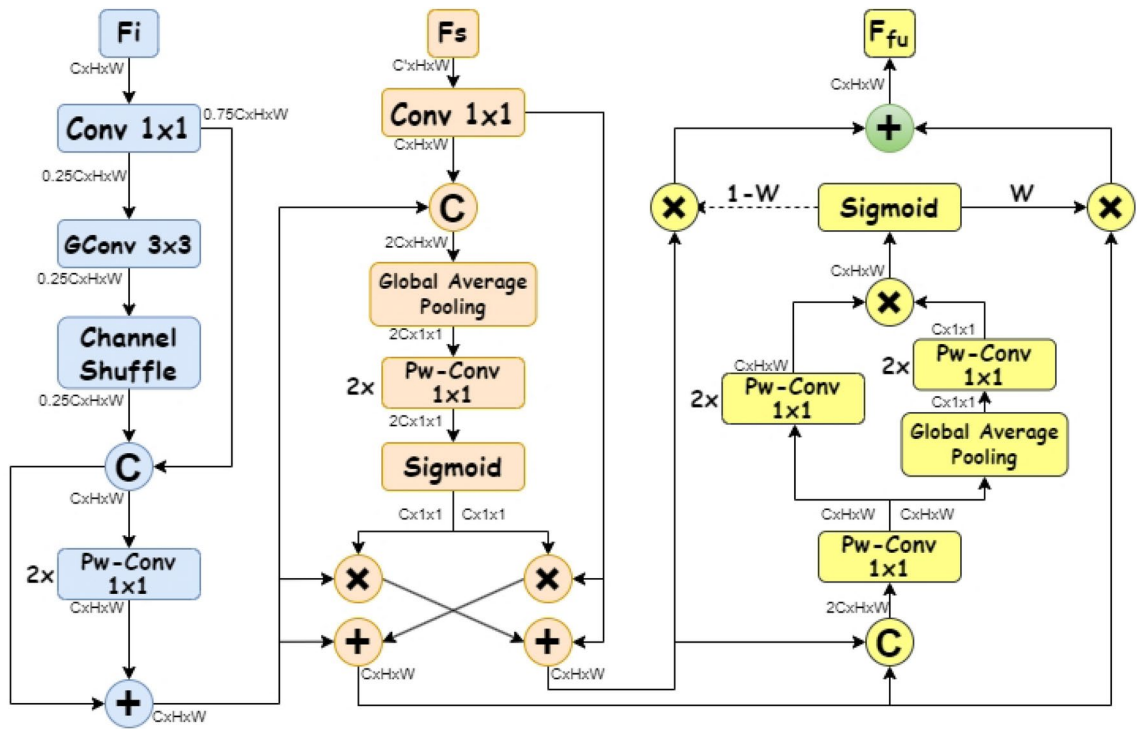 Fi
CxHxW
Conv 1x1
0.75CxHxW
0.25CxHxW
GConv 3x3
0.25CxHxW
Channel
Shuffle
0.25CxHxW
C
CxHxW
2x
Pw-Conv
1x1
CxHxW
+
CxHxW
Fs
C'xHxW
Conv 1x1
CxHxW
C
2CxHxW
Global Average
Pooling
2Cx1x1
2x
Pw-Conv
1x1
2Cx1x1
Sigmoid
Cx1x1
Cx1x1
×
×
+
+
CxHxW
CxHxW
Ffu
CxHxW
+
×
1-W
Sigmoid
W
×
CxHxW
×
CxHxW
2x
Pw-Conv
1x1
Cx1x1
2x
Pw-Conv
1x1
Cx1x1
Global Average
Pooling
CxHxW
CxHxW
Pw-Conv
1x1
2CxHxW
C